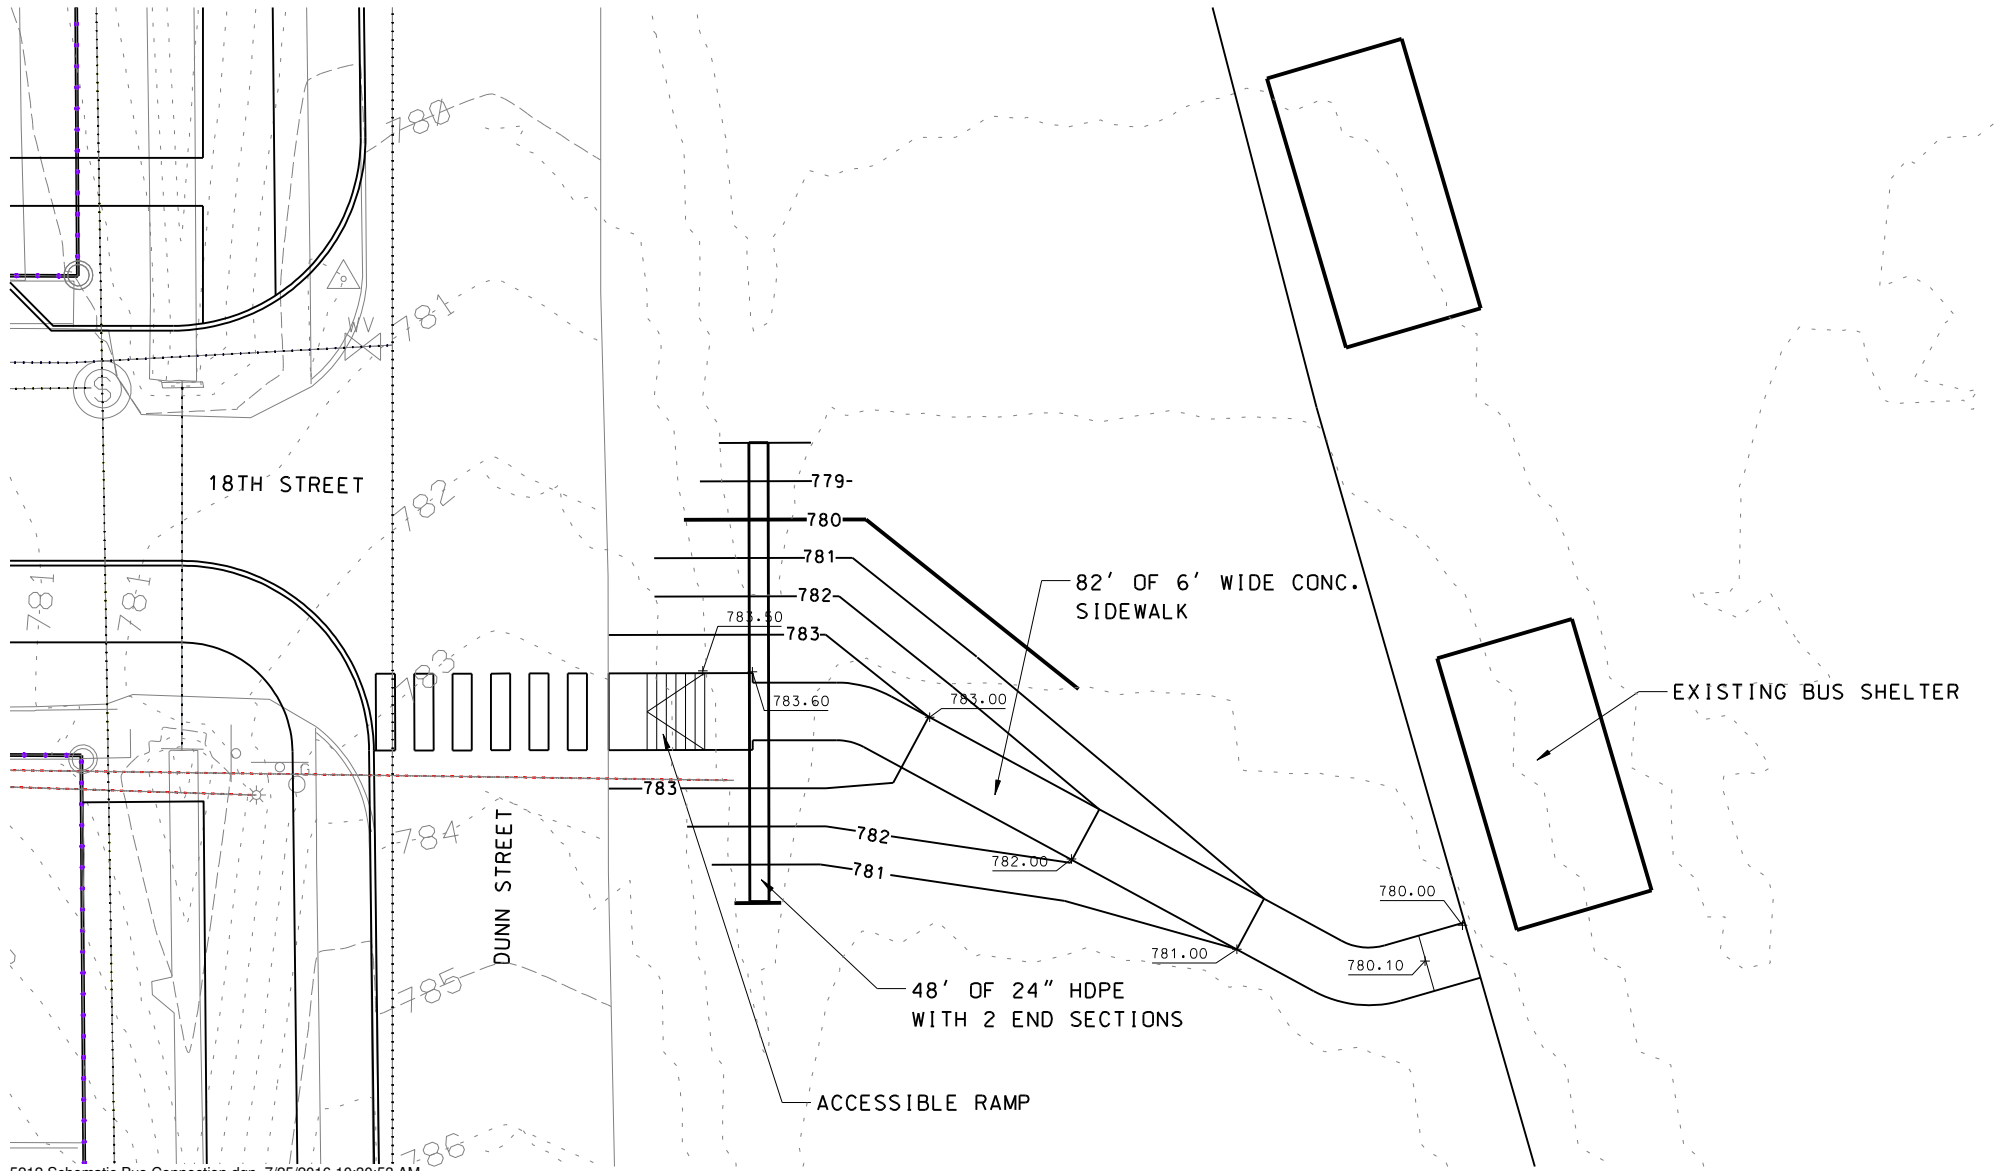 780
781
WV
S
18TH STREET
782
779-
780
781
782
783.50
783
82' OF 6' WIDE CONC.
SIDEWALK
781
781
783
783.60
783.00
EXISTING BUS SHELTER
783
784
DUNN STREET
782
782.00
781
780.00
781.00
780.10
785
48' OF 24" HDPE
WITH 2 END SECTIONS
ACCESSIBLE RAMP
786